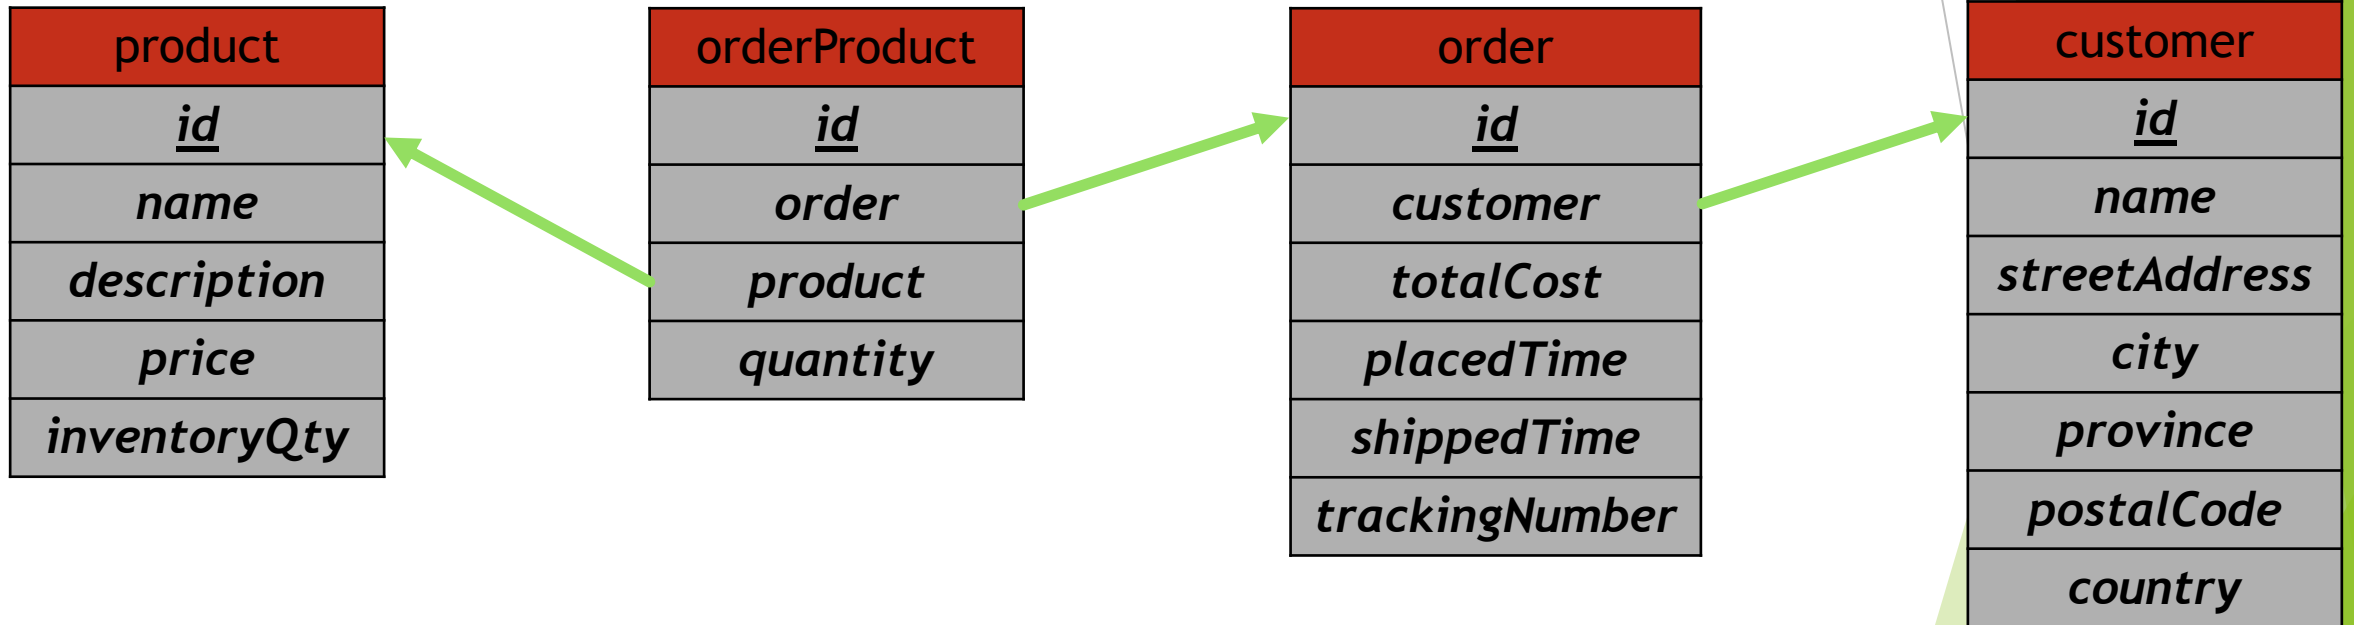 product
id
name
description
price
inventoryQty
orderProduct
id
order
product
quantity
order
id
customer
totalCost
placedTime
shippedTime
trackingNumber
customer
id
name
streetAddress
city
province
postalCode
country